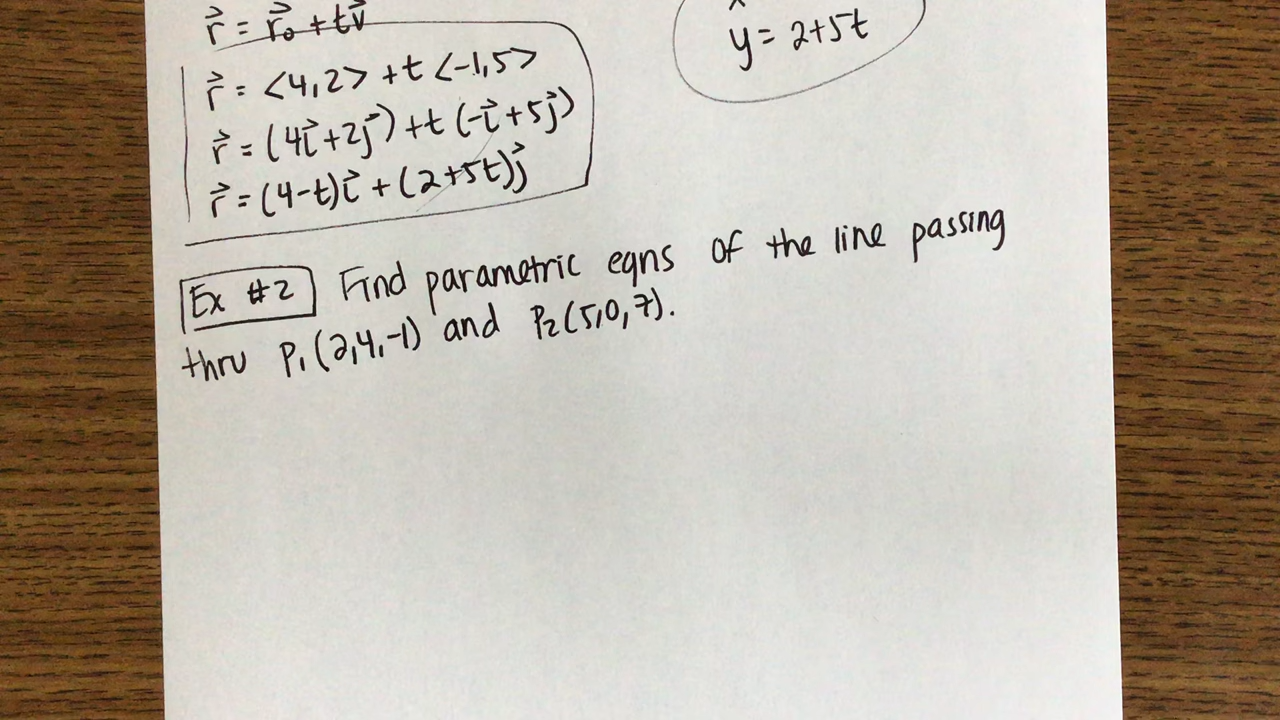 r⃗ = r⃗₀ + tv⃗
r⃗ = <4,2> + t <-1,5>
r⃗ = (4i⃗+2j⃗) + t (-i⃗+5j⃗)
r⃗ = (4-t)i⃗ + (2+5t)j⃗
y = 2+5t
Ex #2 Find parametric eqns of the line passing
thru P₁(2,4,-1) and P₂(5,0,7).